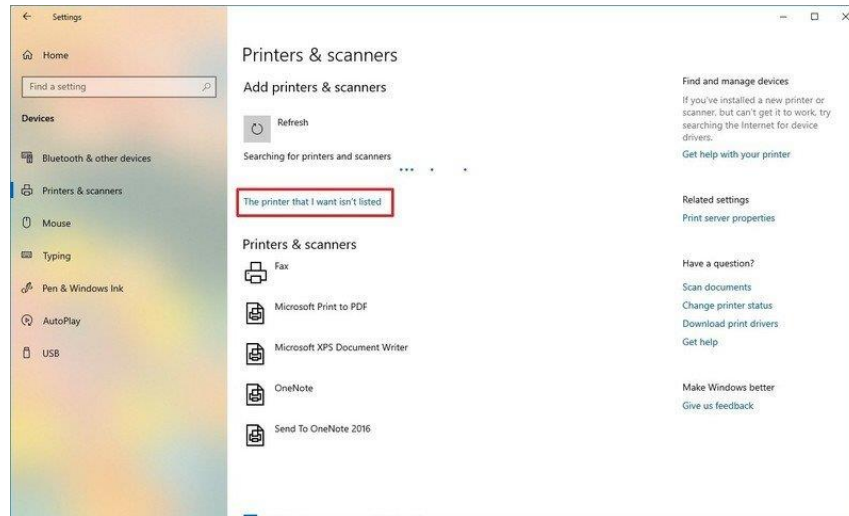 Settings
Home
Find a setting
Devices
Bluetooth & other devices
Printers & scanners
Mouse
Typing
Pen & Windows Ink
AutoPlay
USB
Printers & scanners
Add printers & scanners
Refresh
Searching for printers and scanners
The printer that I want isn't listed
Printers & scanners
Fax
Microsoft Print to PDF
Microsoft XPS Document Writer
OneNote
Send To OneNote 2016
Find and manage devices
If you've installed a new printer or
scanner, but can't get it to work, try
searching the Internet for device
drivers.
Get help with your printer
Related settings
Print server properties
Have a question?
Scan documents
Change printer status
Download print drivers
Get help
Make Windows better
Give us feedback